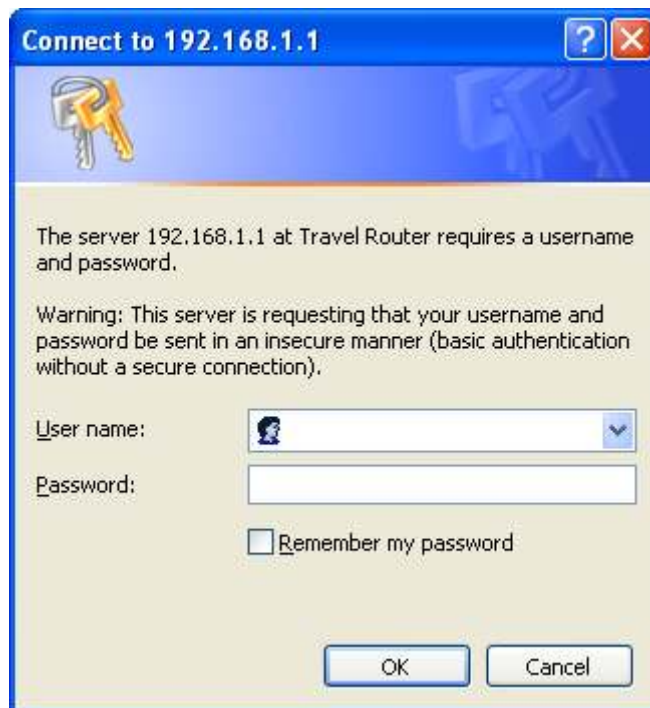 Connect to 192.168.1.1
The server 192.168.1.1 at Travel Router requires a username
and password.
Warning: This server is requesting that your username and
password be sent in an insecure manner (basic authentication
without a secure connection).
User name:
Password:
Remember my password
OK Cancel